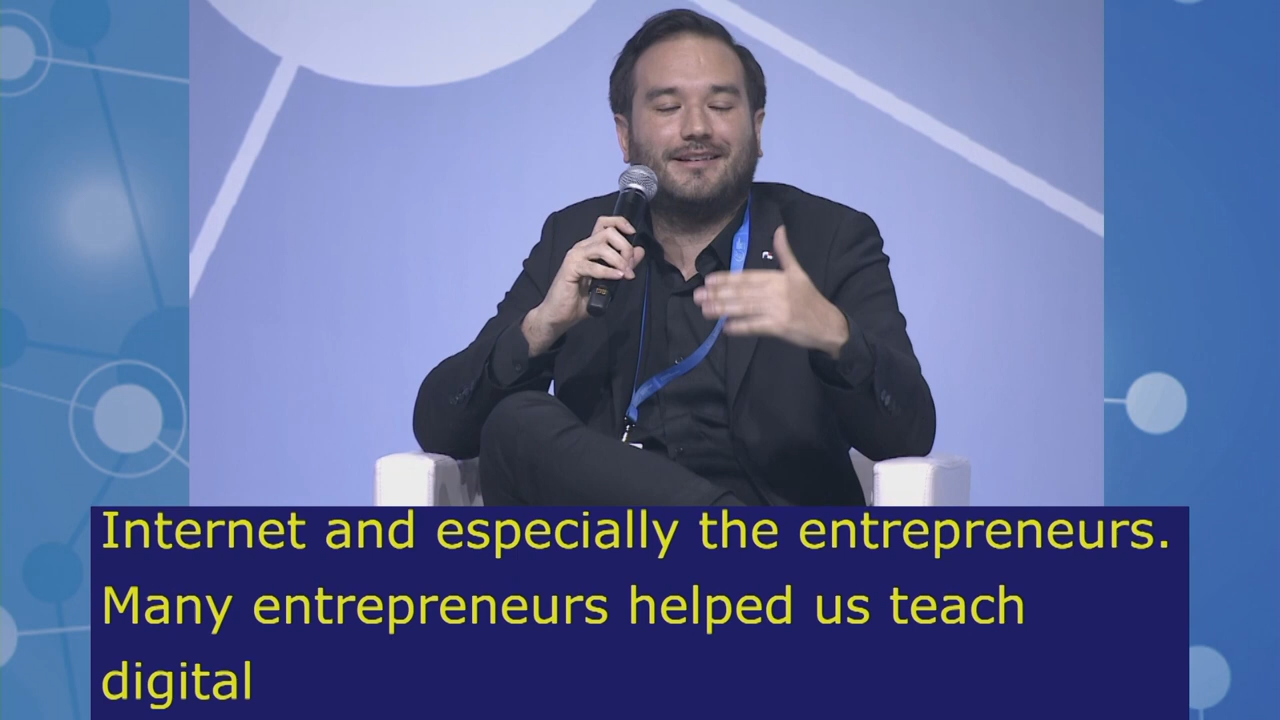 Internet and especially the entrepreneurs.
Many entrepreneurs helped us teach
digital